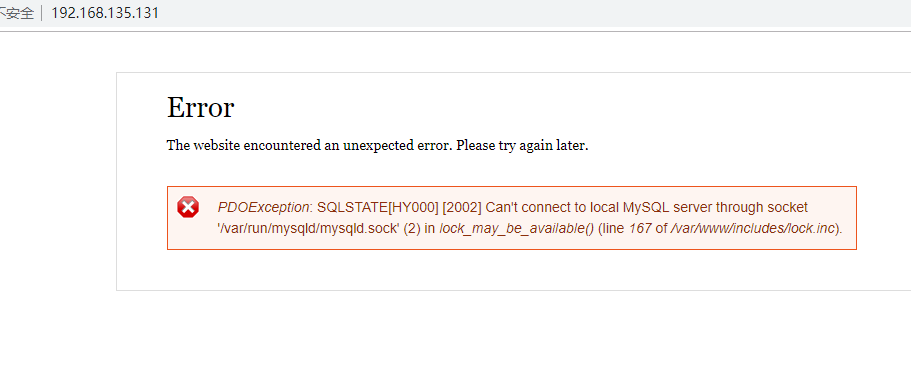 不安全 | 192.168.135.131
Error
The website encountered an unexpected error. Please try again later.
PDOException: SQLSTATE[HY000] [2002] Can't connect to local MySQL server through socket
'/var/run/mysqld/mysqld.sock' (2) in lock_may_be_available() (line 167 of /var/www/includes/lock.inc).